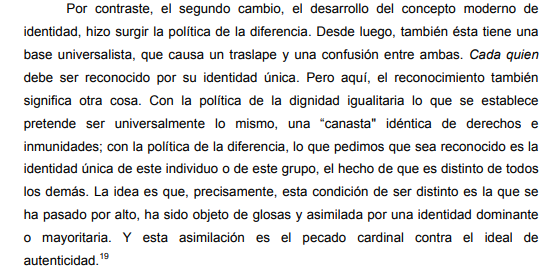 Por contraste, el segundo cambio, el desarrollo del concepto moderno de
identidad, hizo surgir la política de la diferencia. Desde luego, también ésta tiene una
base universalista, que causa un traslape y una confusión entre ambas. Cada quien
debe ser reconocido por su identidad única. Pero aquí, el reconocimiento también
significa otra cosa. Con la política de la dignidad igualitaria lo que se establece
pretende ser universalmente lo mismo, una “canasta" idéntica de derechos e
inmunidades; con la política de la diferencia, lo que pedimos que sea reconocido es la
identidad única de este individuo o de este grupo, el hecho de que es distinto de todos
los demás. La idea es que, precisamente, esta condición de ser distinto es la que se
ha pasado por alto, ha sido objeto de glosas y asimilada por una identidad dominante
o mayoritaria. Y esta asimilación es el pecado cardinal contra el ideal de
autenticidad.19